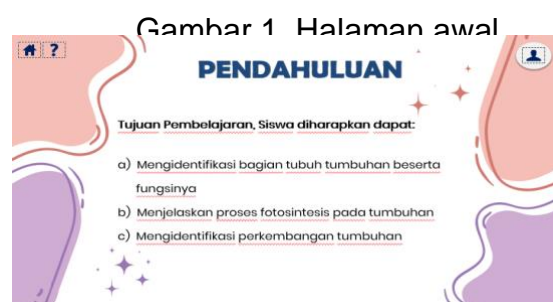 Gambar 1. Halaman awal
?
PENDAHULUAN
Tujuan Pembelajaran, Siswa diharapkan dapat:
a) Mengidentifikasi bagian tubuh tumbuhan beserta
fungsinya
b) Menjelaskan proses fotosintesis pada tumbuhan
c) Mengidentifikasi perkembangan tumbuhan